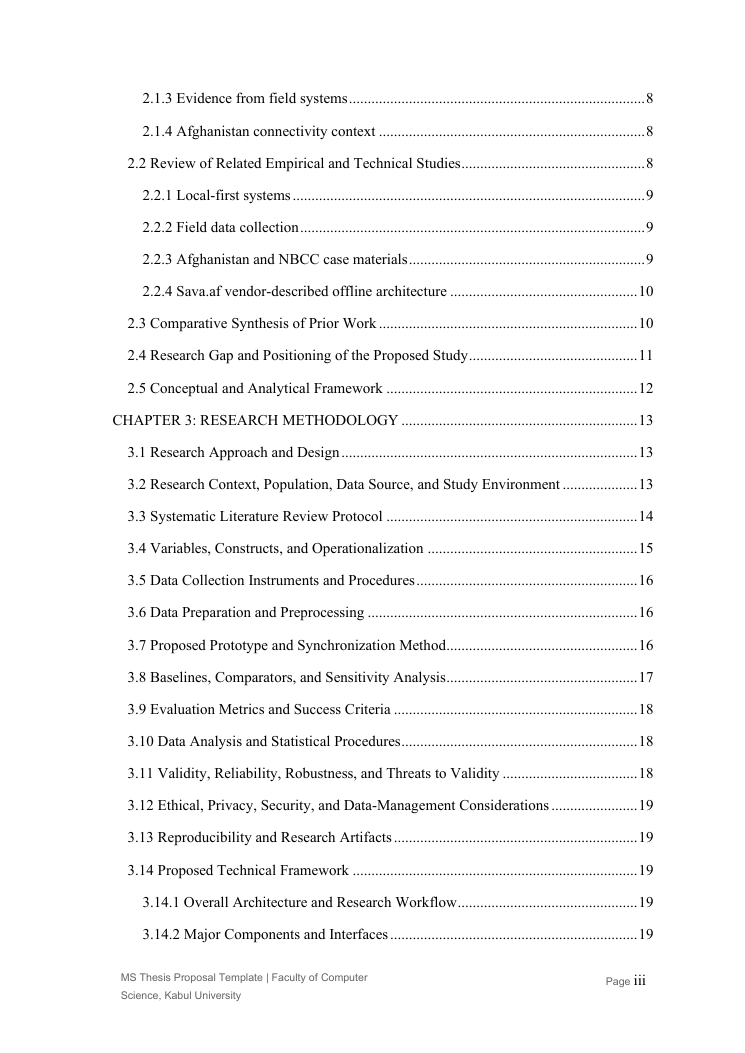 2.1.3 Evidence from field systems....................................................................................8
2.1.4 Afghanistan connectivity context ............................................................................8
2.2 Review of Related Empirical and Technical Studies..................................................8
2.2.1 Local-first systems ..................................................................................................9
2.2.2 Field data collection................................................................................................9
2.2.3 Afghanistan and NBCC case materials...................................................................9
2.2.4 Sava.af vendor-described offline architecture ......................................................10
2.3 Comparative Synthesis of Prior Work ......................................................................10
2.4 Research Gap and Positioning of the Proposed Study..............................................11
2.5 Conceptual and Analytical Framework ....................................................................12
CHAPTER 3: RESEARCH METHODOLOGY .................................................................13
3.1 Research Approach and Design................................................................................13
3.2 Research Context, Population, Data Source, and Study Environment ....................13
3.3 Systematic Literature Review Protocol ....................................................................14
3.4 Variables, Constructs, and Operationalization .........................................................15
3.5 Data Collection Instruments and Procedures............................................................16
3.6 Data Preparation and Preprocessing .........................................................................16
3.7 Proposed Prototype and Synchronization Method....................................................16
3.8 Baselines, Comparators, and Sensitivity Analysis....................................................17
3.9 Evaluation Metrics and Success Criteria ..................................................................18
3.10 Data Analysis and Statistical Procedures................................................................18
3.11 Validity, Reliability, Robustness, and Threats to Validity .....................................18
3.12 Ethical, Privacy, Security, and Data-Management Considerations .......................19
3.13 Reproducibility and Research Artifacts ..................................................................19
3.14 Proposed Technical Framework .............................................................................19
3.14.1 Overall Architecture and Research Workflow.................................................19
3.14.2 Major Components and Interfaces ...................................................................19
MS Thesis Proposal Template | Faculty of Computer
Science, Kabul University
Page iii